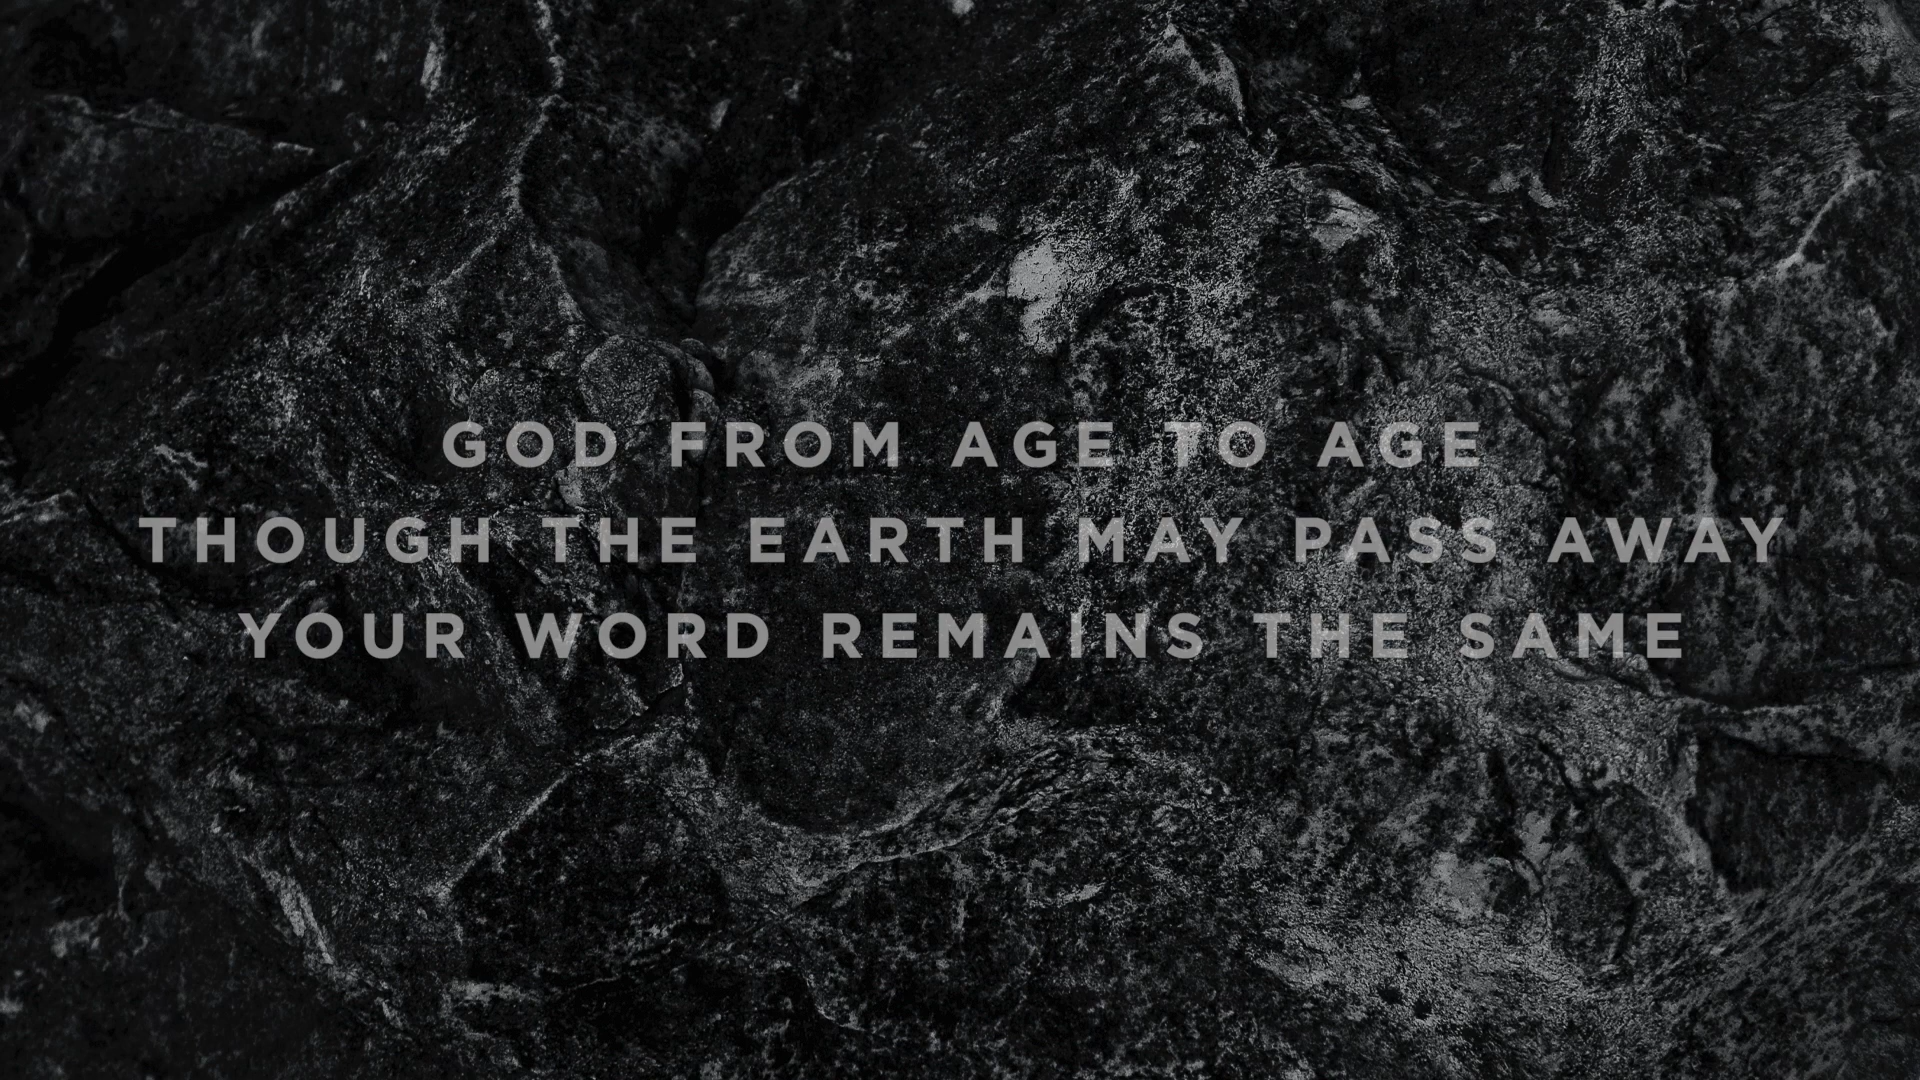 GOD FROM AGE TO AGE
THOUGH THE EARTH MAY PASS AWAY
YOUR WORD REMAINS THE SAME